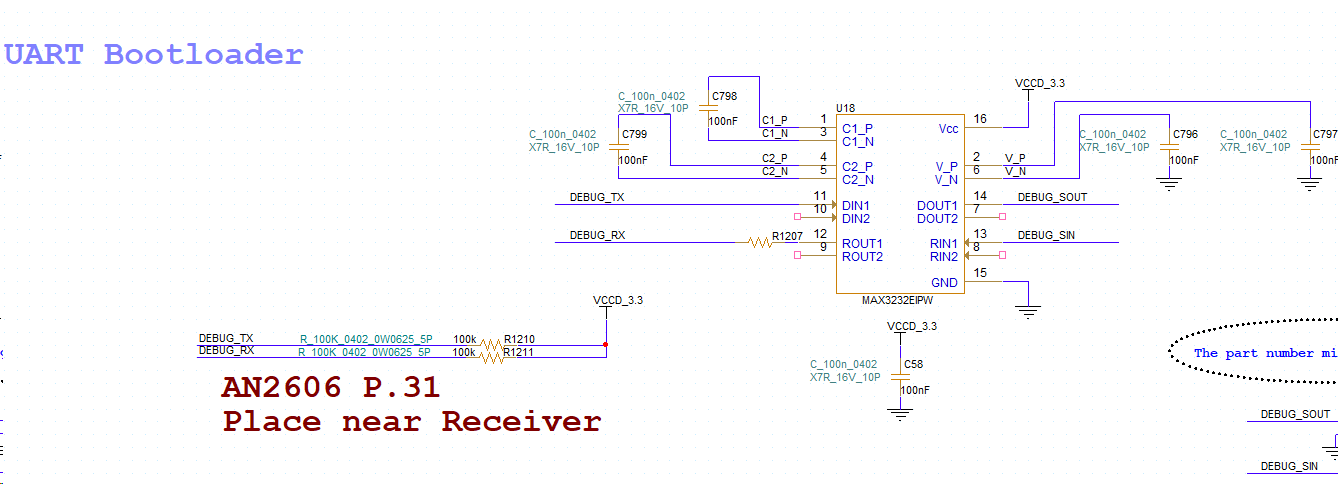 UART Bootloader
VCCD_3.3
C_100n_0402
X7R_16V_10P
C798
100nF
U18
C_100n_0402
X7R_16V_10P
C799
100nF
C_100n_0402
X7R_16V_10P
C796
100nF
C_100n_0402
X7R_16V_10P
C797
100nF
C1_P 1 C1_P Vcc 16
C1_N 3 C1_N
C2_P 4 C2_P V_P 2 V_P
C2_N 5 C2_N V_N 6 V_N
DEBUG_TX 11 DIN1 DOUT1 14 DEBUG_SOUT
10 DIN2 DOUT2 7
DEBUG_RX R1207 12 ROUT1 RIN1 13 DEBUG_SIN
9 ROUT2 RIN2 8
GND 15
MAX3232EIPW
VCCD_3.3
DEBUG_TX R_100K_0402_0W0625_5P 100k R1210
DEBUG_RX R_100K_0402_0W0625_5P 100k R1211
AN2606 P.31
Place near Receiver
VCCD_3.3
C_100n_0402
X7R_16V_10P
C58
100nF
The part number mi
DEBUG_SOUT
DEBUG_SIN